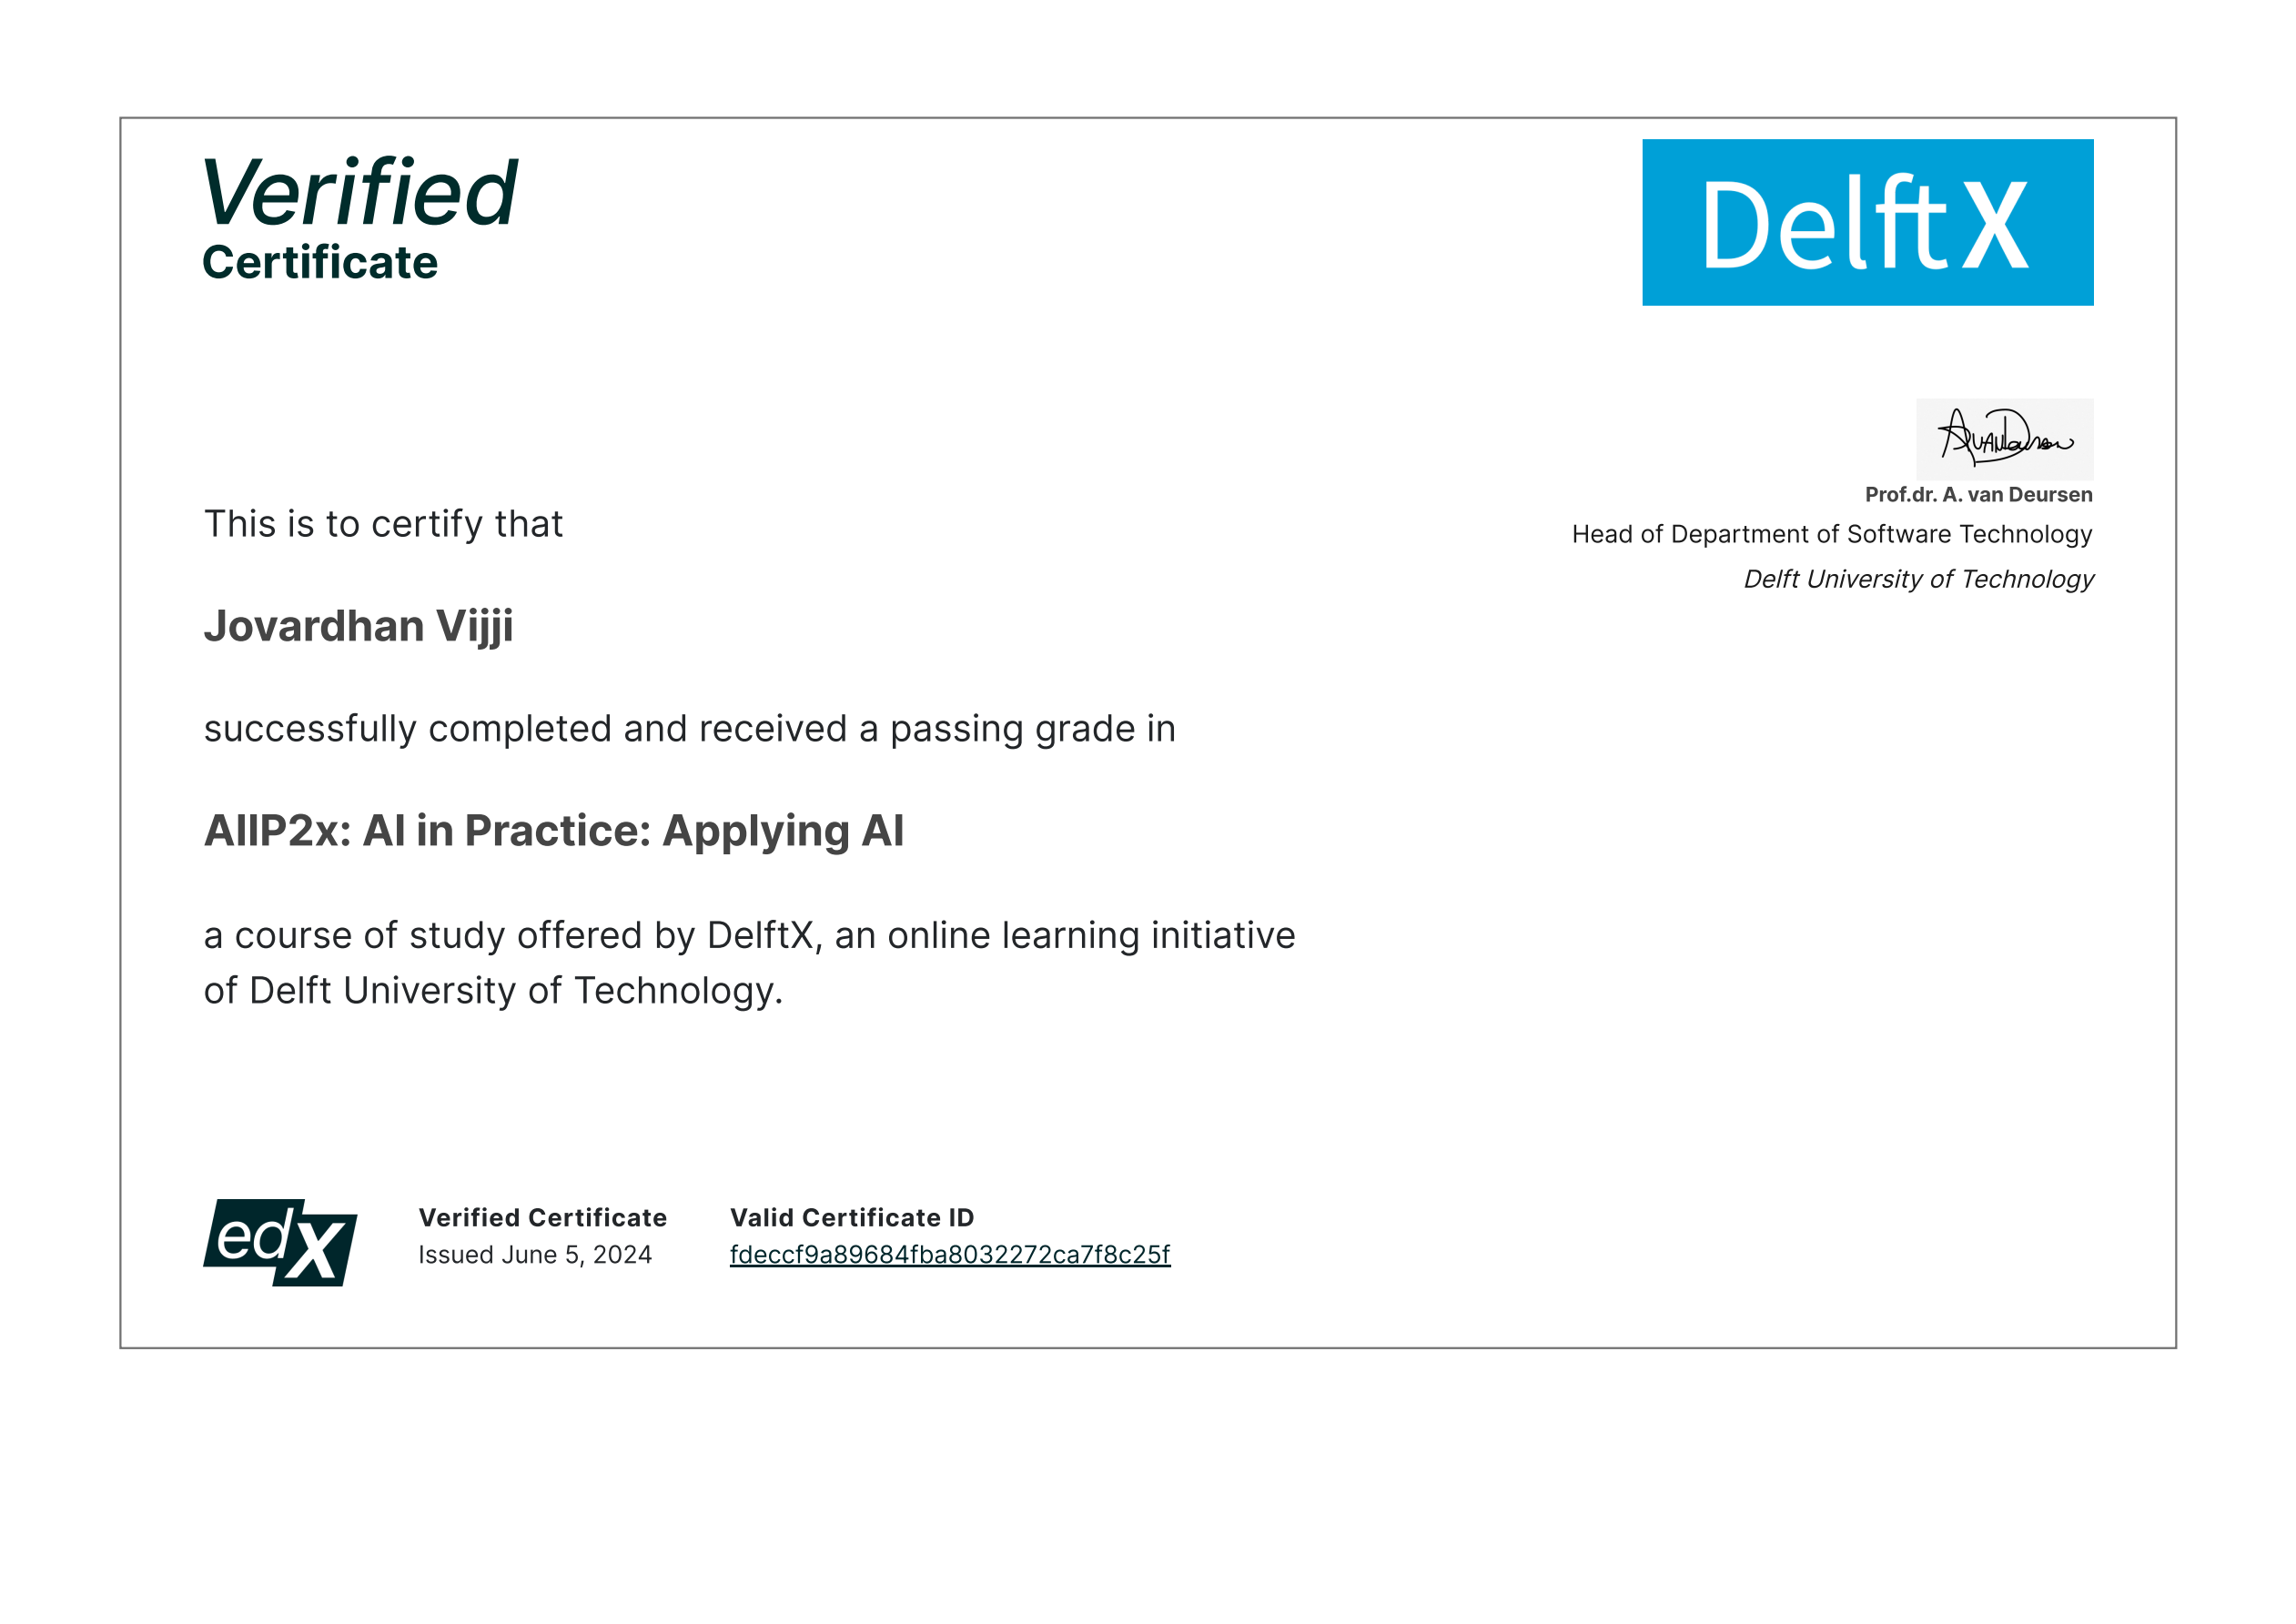 Verified
Certificate
DelftX
Prof.dr. A. van Deursen
Head of Department of Software Technology
Delft University of Technology
This is to certify that
Jovardhan Vijjis
successfully completed and received a passing grade in
AIIP2x: AI in Practice: Applying AI
a course of study offered by DelftX, an online learning initiative
of Delft University of Technology.
edX
Verified Certificate
Issued June 5, 2024
Valid Certificate ID
fdeccf9a89684fba8032272ca7f8c25f